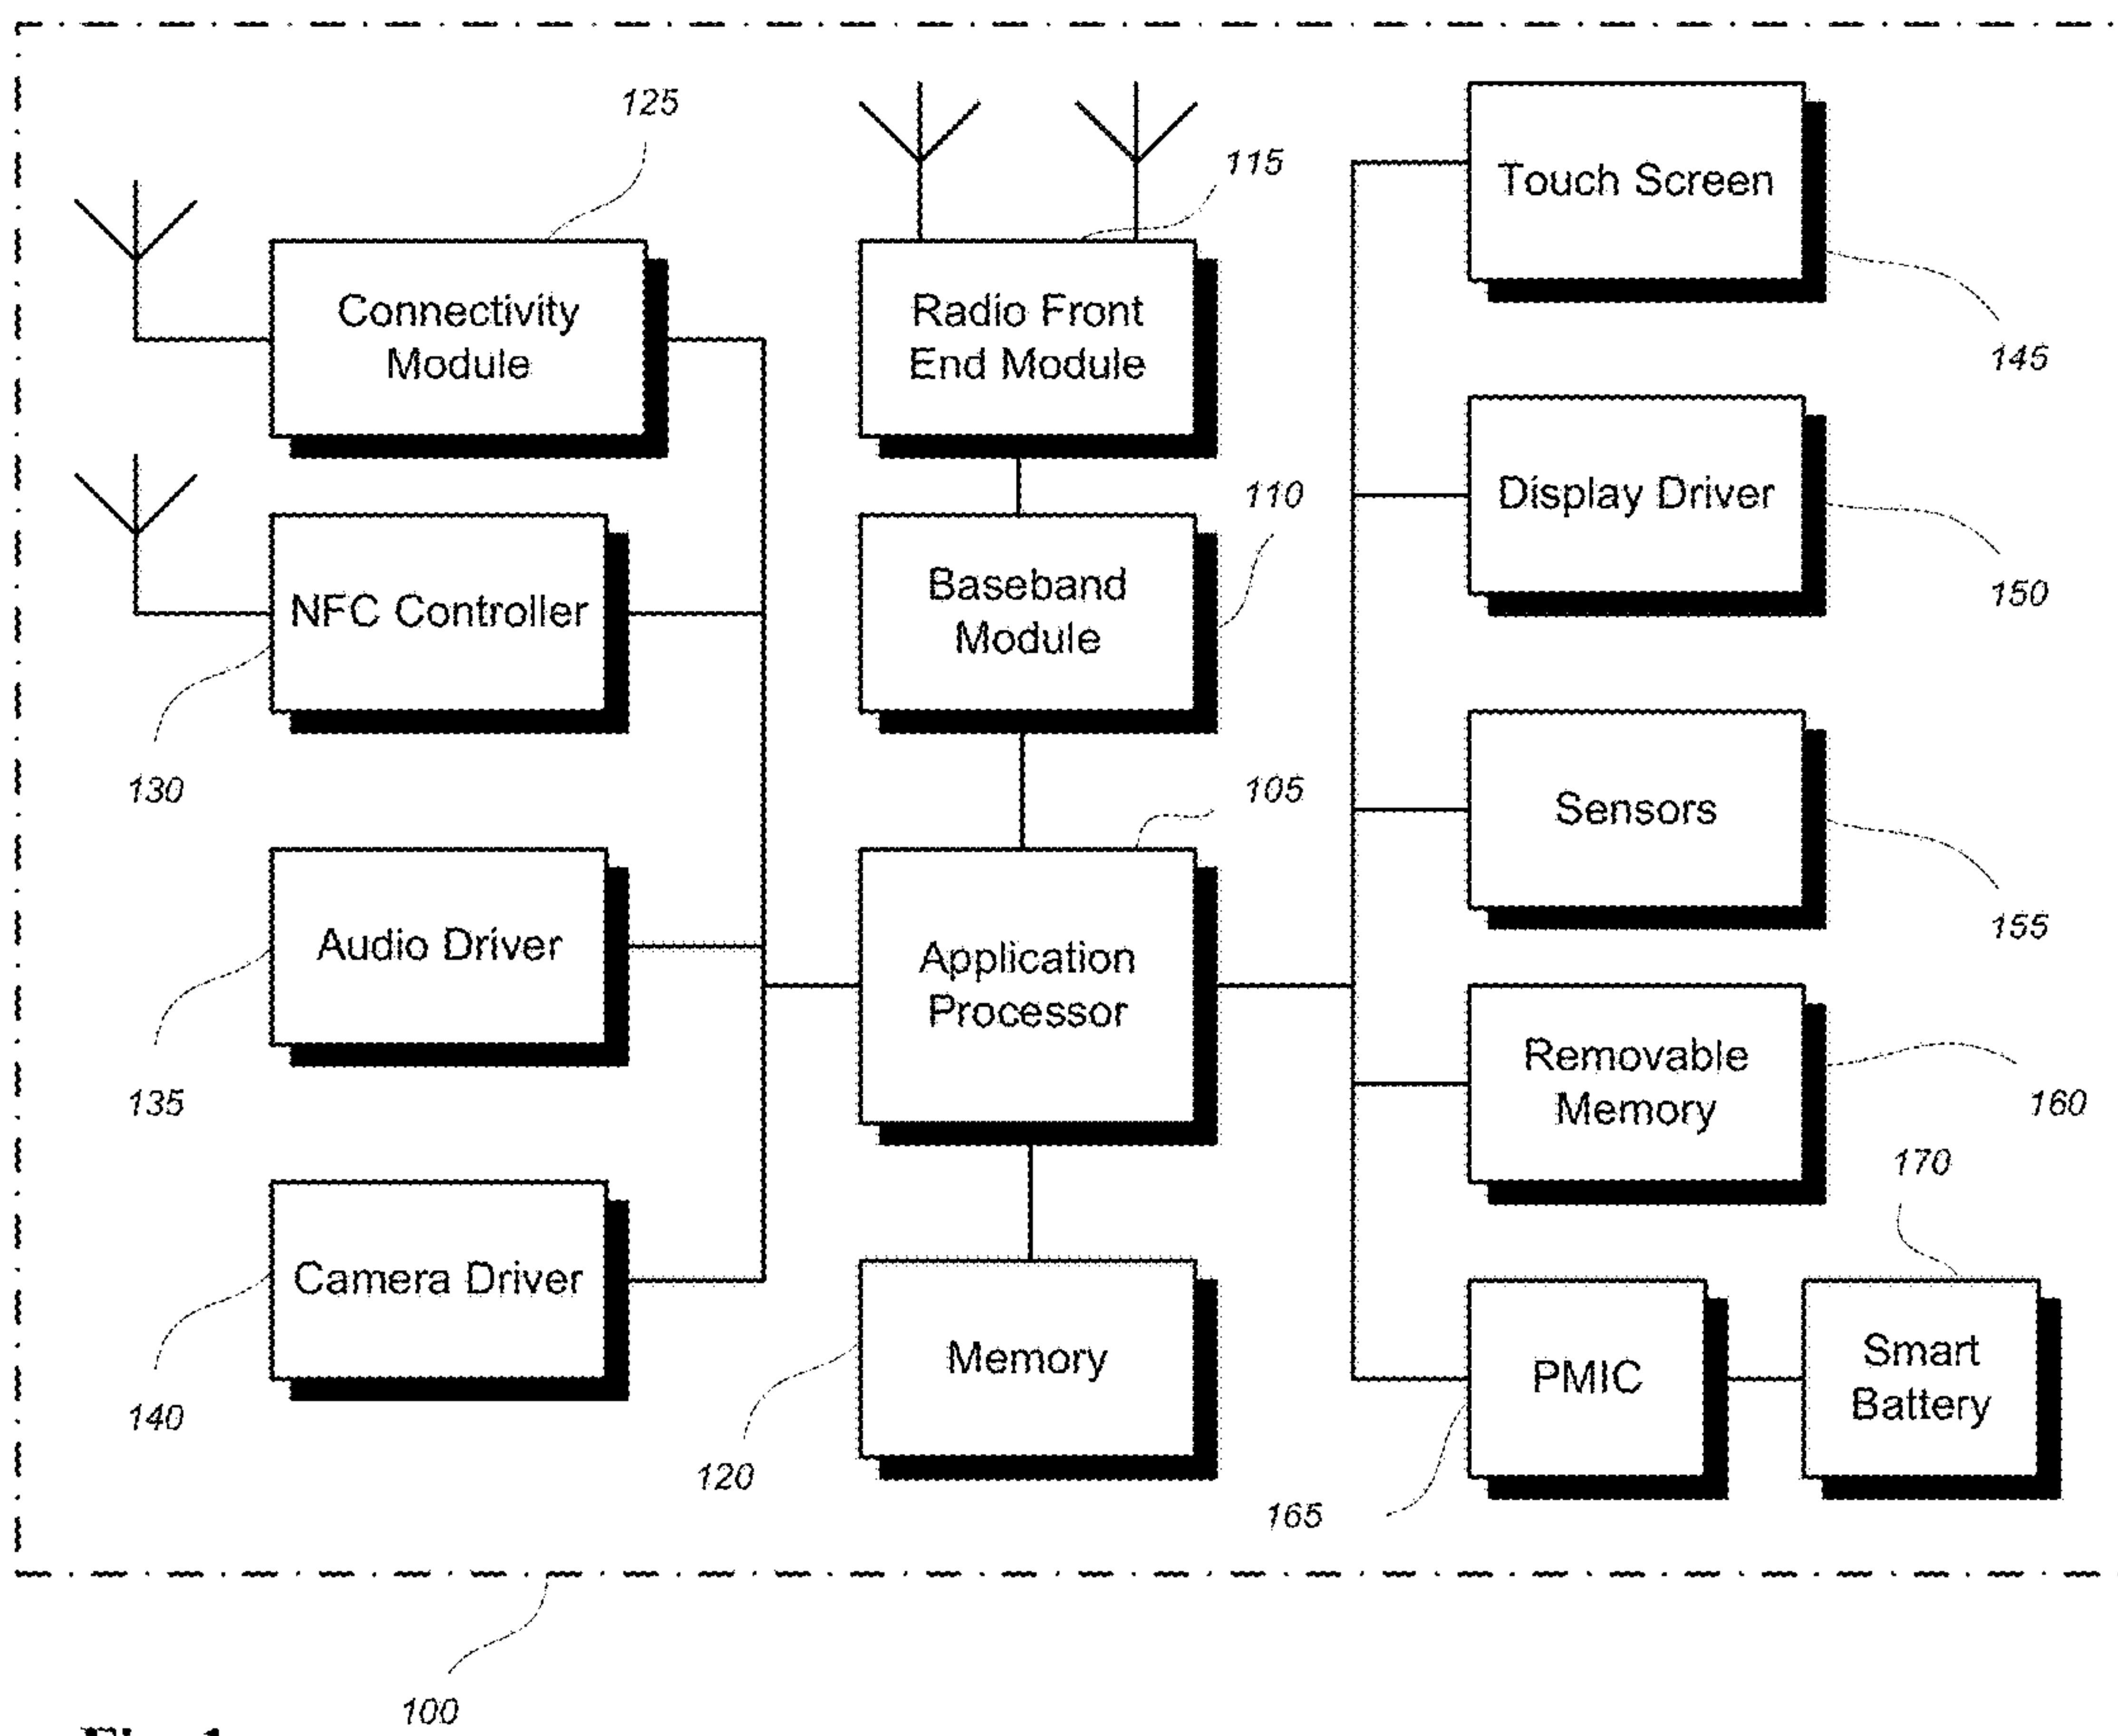 125
115
Touch Screen
145
Connectivity
Module
Radio Front
End Module
110
Display Driver
150
NFC Controller
130
Baseband
Module
105
Sensors
155
Audio Driver
135
Application
Processor
Removable
Memory
160
170
Camera Driver
140
Memory
120
PMIC
165
Smart
Battery
100